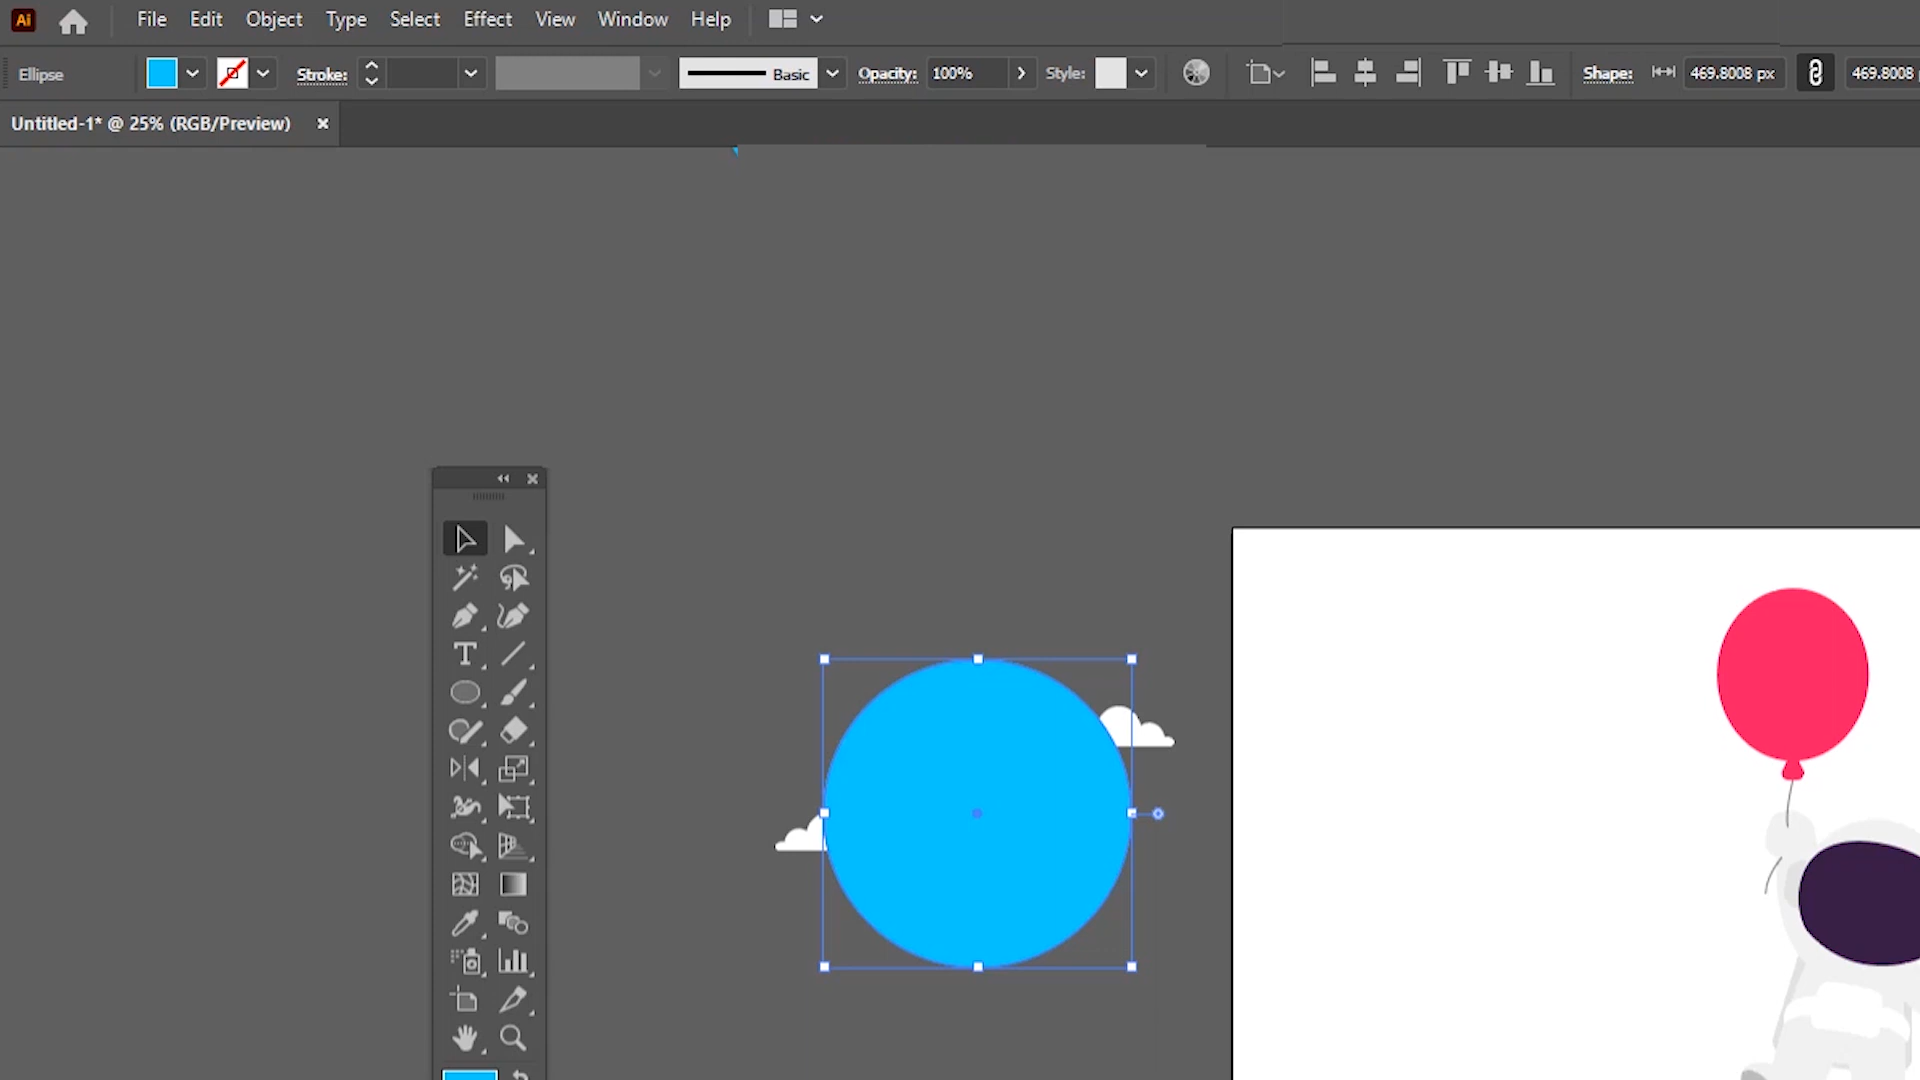 Ai File Edit Object Type Select Effect View Window Help
Ellipse Stroke: Basic Opacity: 100% Style: Shape: 469.8008 px 469.8008
Untitled-1* @ 25% (RGB/Preview)